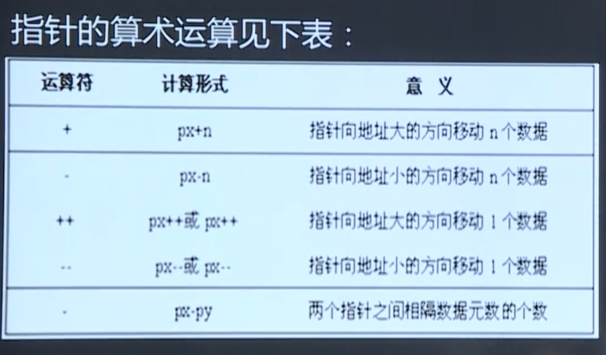 指针的算术运算见下表：
运算符 计算形式 意 义
+ px+n 指针向地址大的方向移动 n 个数据
- px-n 指针向地址小的方向移动 n 个数据
++ px++或 px++ 指针向地址大的方向移动 1 个数据
-- px--或 px-- 指针向地址小的方向移动 1 个数据
- px-py 两个指针之间相隔数据元数的个数